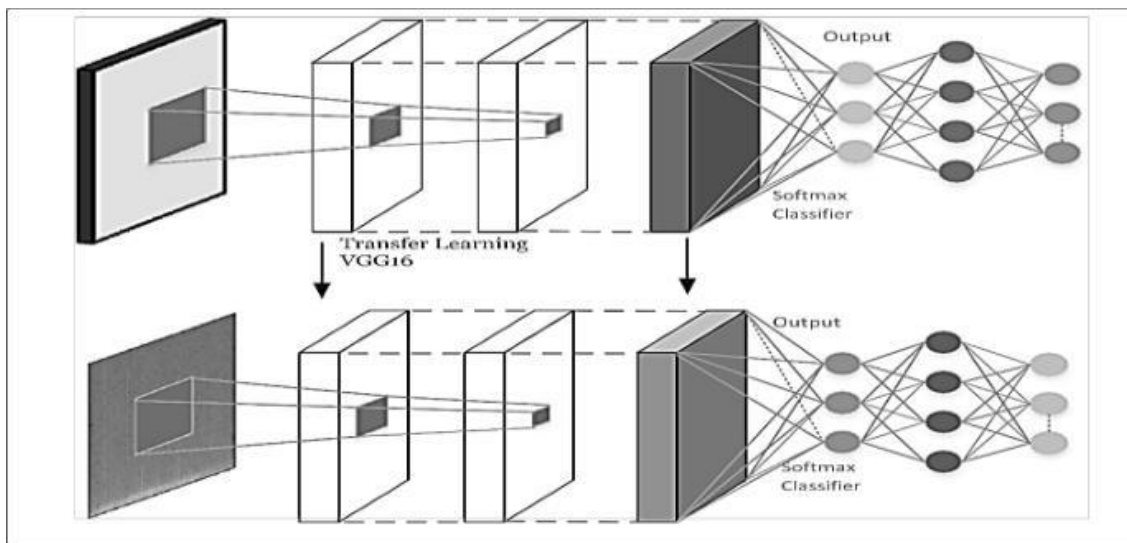 Output
Softmax
Classifier
Transfer Learning
VGG16
Output
Softmax
Classifier